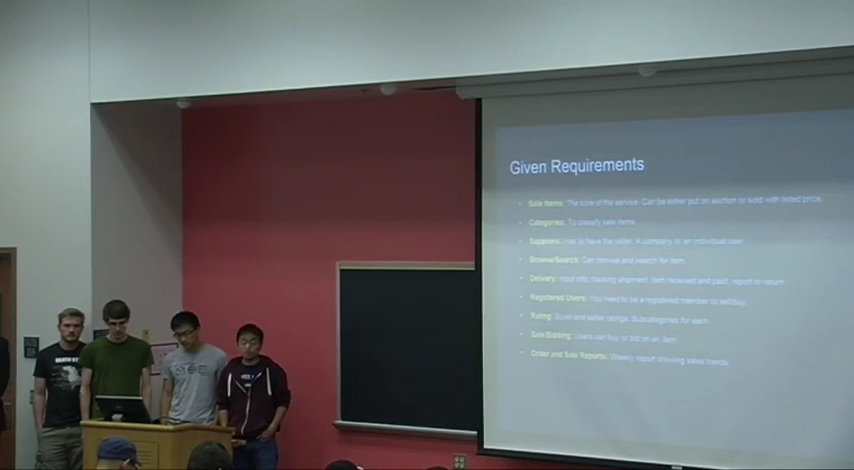 Given Requirements
• Sale Items: The core of the service. Can be either put on auction or sold with listed price.
• Categories: To classify sale items.
• Suppliers: Has to have the seller. A company or an individual user.
• Browse/Search: Can browse and search for item.
• Delivery: Input info, tracking shipment, item received and paid, report or return
• Registered Users: You need to be a registered member to sell/buy.
• Rating: Buyer and seller ratings. Subcategories for each.
• Sale/Bidding: Users can buy or bid on an item.
• Order and Sale Reports: Weekly report showing sales trends.